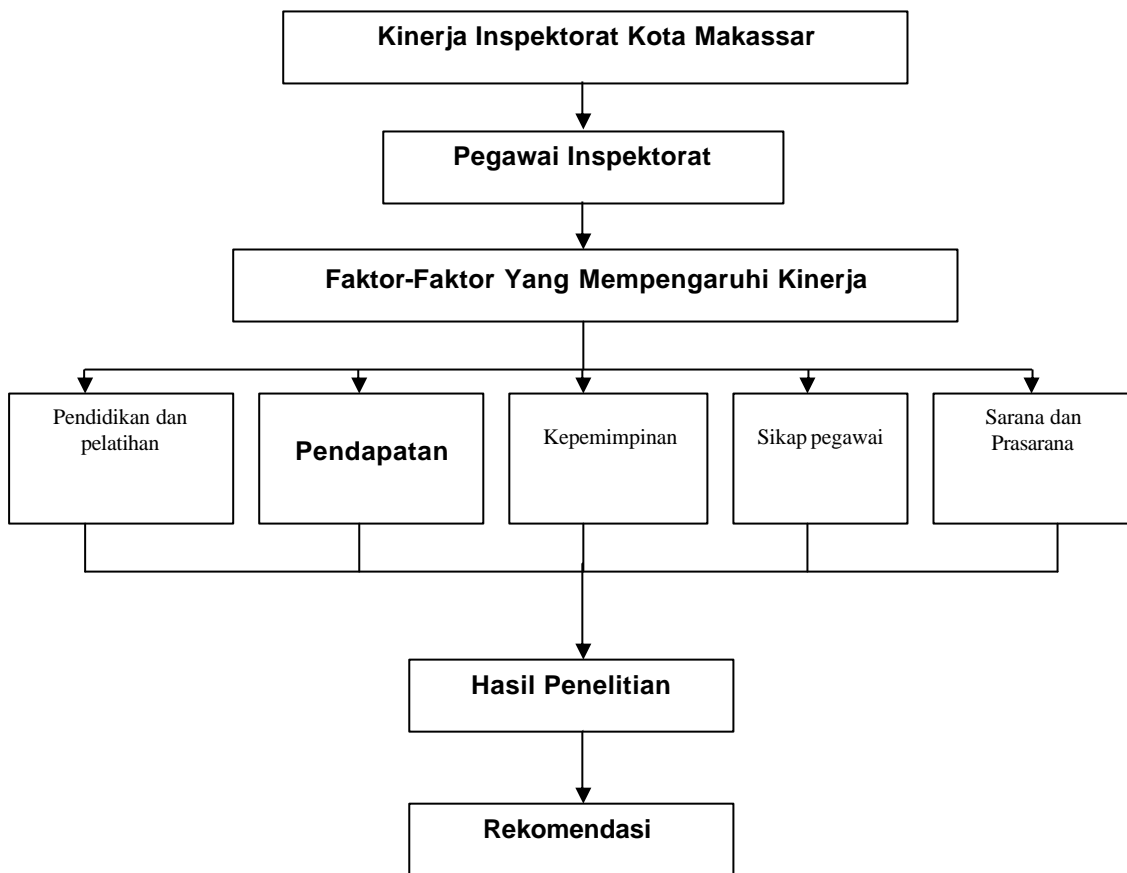 Kinerja Inspektorat Kota Makassar
Pegawai Inspektorat
Faktor-Faktor Yang Mempengaruhi Kinerja
Pendidikan dan
pelatihan
Pendapatan
Kepemimpinan
Sikap pegawai
Sarana dan
Prasarana
Hasil Penelitian
Rekomendasi